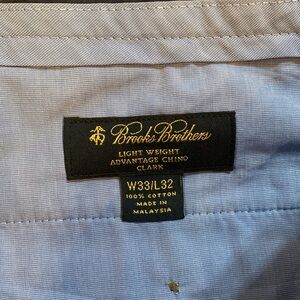 Brooks Brothers
LIGHT WEIGHT
ADVANTAGE CHINO
CLARK
W33/L32
100% COTTON
MADE IN
MALAYSIA